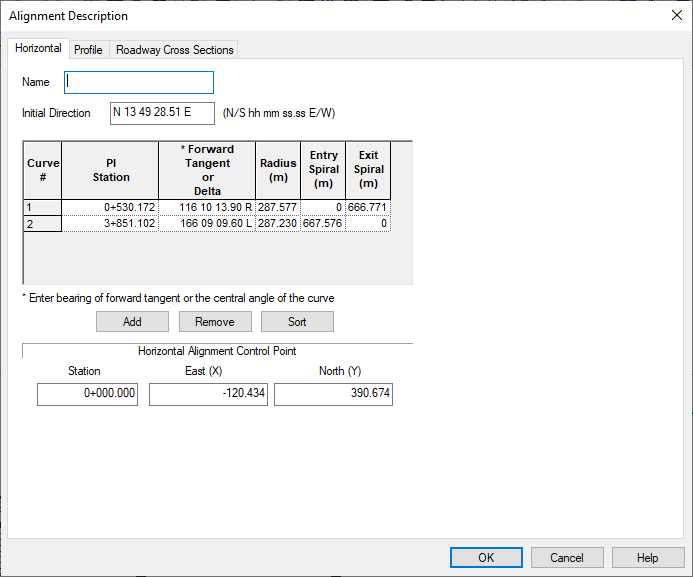 Alignment Description
Horizontal Profile Roadway Cross Sections
Name
Initial Direction N 13 49 28.51 E (N/S hh mm ss.ss E/W)
Curve # PI Station * Forward Tangent or Delta Radius (m) Entry Spiral (m) Exit Spiral (m)
1 0+530.172 116 10 13.90 R 287.577 0 666.771
2 3+851.102 166 09 09.60 L 287.230 667.576 0
* Enter bearing of forward tangent or the central angle of the curve
Add Remove Sort
Horizontal Alignment Control Point
Station East (X) North (Y)
0+000.000 -120.434 390.674
OK Cancel Help